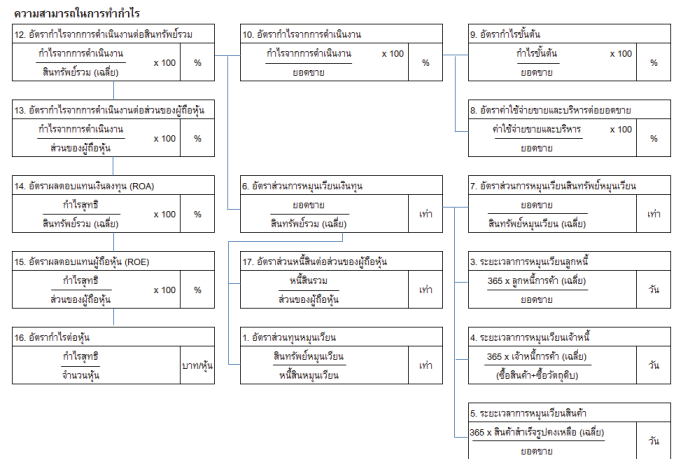 ความสามารถในการทำกำไร
12. อัตรากำไรจากการดำเนินงานต่อสินทรัพย์รวม
กำไรจากการดำเนินงาน
x 100
%
สินทรัพย์รวม (เฉลี่ย)
10. อัตรากำไรจากการดำเนินงาน
กำไรจากการดำเนินงาน
x 100
%
ยอดขาย
9. อัตรากำไรขั้นต้น
กำไรขั้นต้น
x 100
%
ยอดขาย
13. อัตรากำไรจากการดำเนินงานต่อส่วนของผู้ถือหุ้น
กำไรจากการดำเนินงาน
x 100
%
ส่วนของผู้ถือหุ้น
8. อัตราค่าใช้จ่ายขายและบริหารต่อยอดขาย
ค่าใช้จ่ายขายและบริหาร
x 100
%
ยอดขาย
14. อัตราผลตอบแทนเงินลงทุน (ROA)
กำไรสุทธิ
x 100
%
สินทรัพย์รวม (เฉลี่ย)
6. อัตราส่วนการหมุนเวียนเงินทุน
ยอดขาย
เท่า
สินทรัพย์รวม (เฉลี่ย)
7. อัตราส่วนการหมุนเวียนสินทรัพย์หมุนเวียน
ยอดขาย
เท่า
สินทรัพย์หมุนเวียน (เฉลี่ย)
15. อัตราผลตอบแทนผู้ถือหุ้น (ROE)
กำไรสุทธิ
x 100
%
ส่วนของผู้ถือหุ้น
17. อัตราส่วนหนี้สินต่อส่วนของผู้ถือหุ้น
หนี้สินรวม
เท่า
ส่วนของผู้ถือหุ้น
3. ระยะเวลาการหมุนเวียนลูกหนี้
365 x ลูกหนี้การค้า (เฉลี่ย)
วัน
ยอดขาย
16. อัตรากำไรต่อหุ้น
กำไรสุทธิ
บาท/หุ้น
จำนวนหุ้น
1. อัตราส่วนทุนหมุนเวียน
สินทรัพย์หมุนเวียน
เท่า
หนี้สินหมุนเวียน
4. ระยะเวลาการหมุนเวียนเจ้าหนี้
365 x เจ้าหนี้การค้า (เฉลี่ย)
วัน
(ซื้อสินค้า+ซื้อวัตถุดิบ)
5. ระยะเวลาการหมุนเวียนสินค้า
365 x สินค้าสำเร็จรูปคงเหลือ (เฉลี่ย)
วัน
ยอดขาย